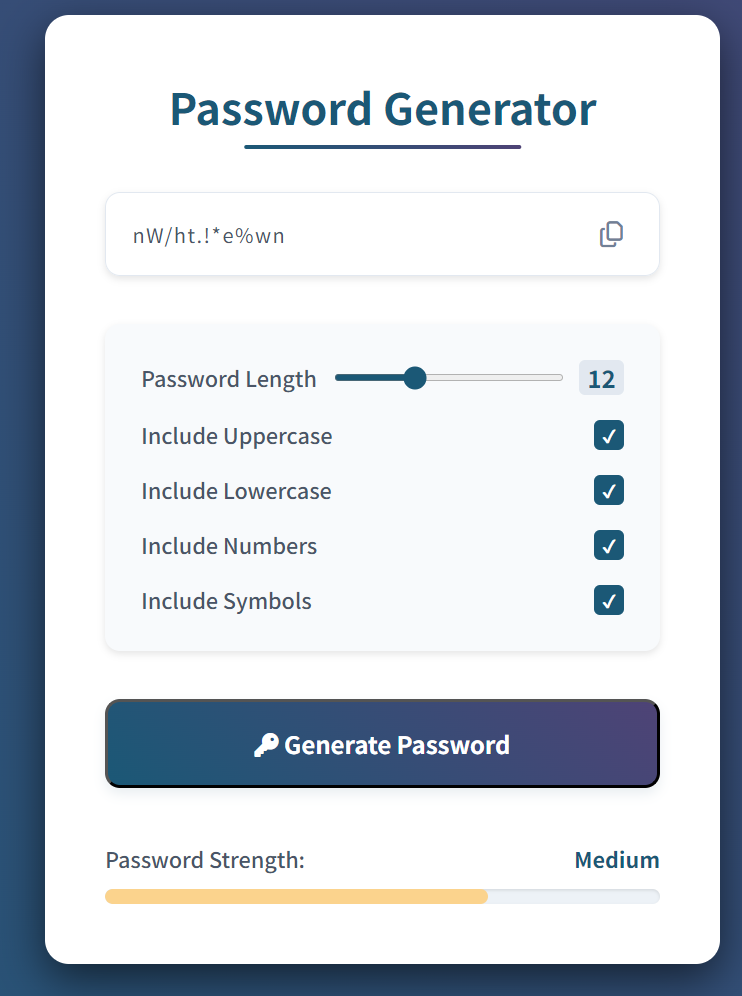 Password Generator
nW/ht.!*e%wn
Password Length 12
Include Uppercase
Include Lowercase
Include Numbers
Include Symbols
Generate Password
Password Strength: Medium